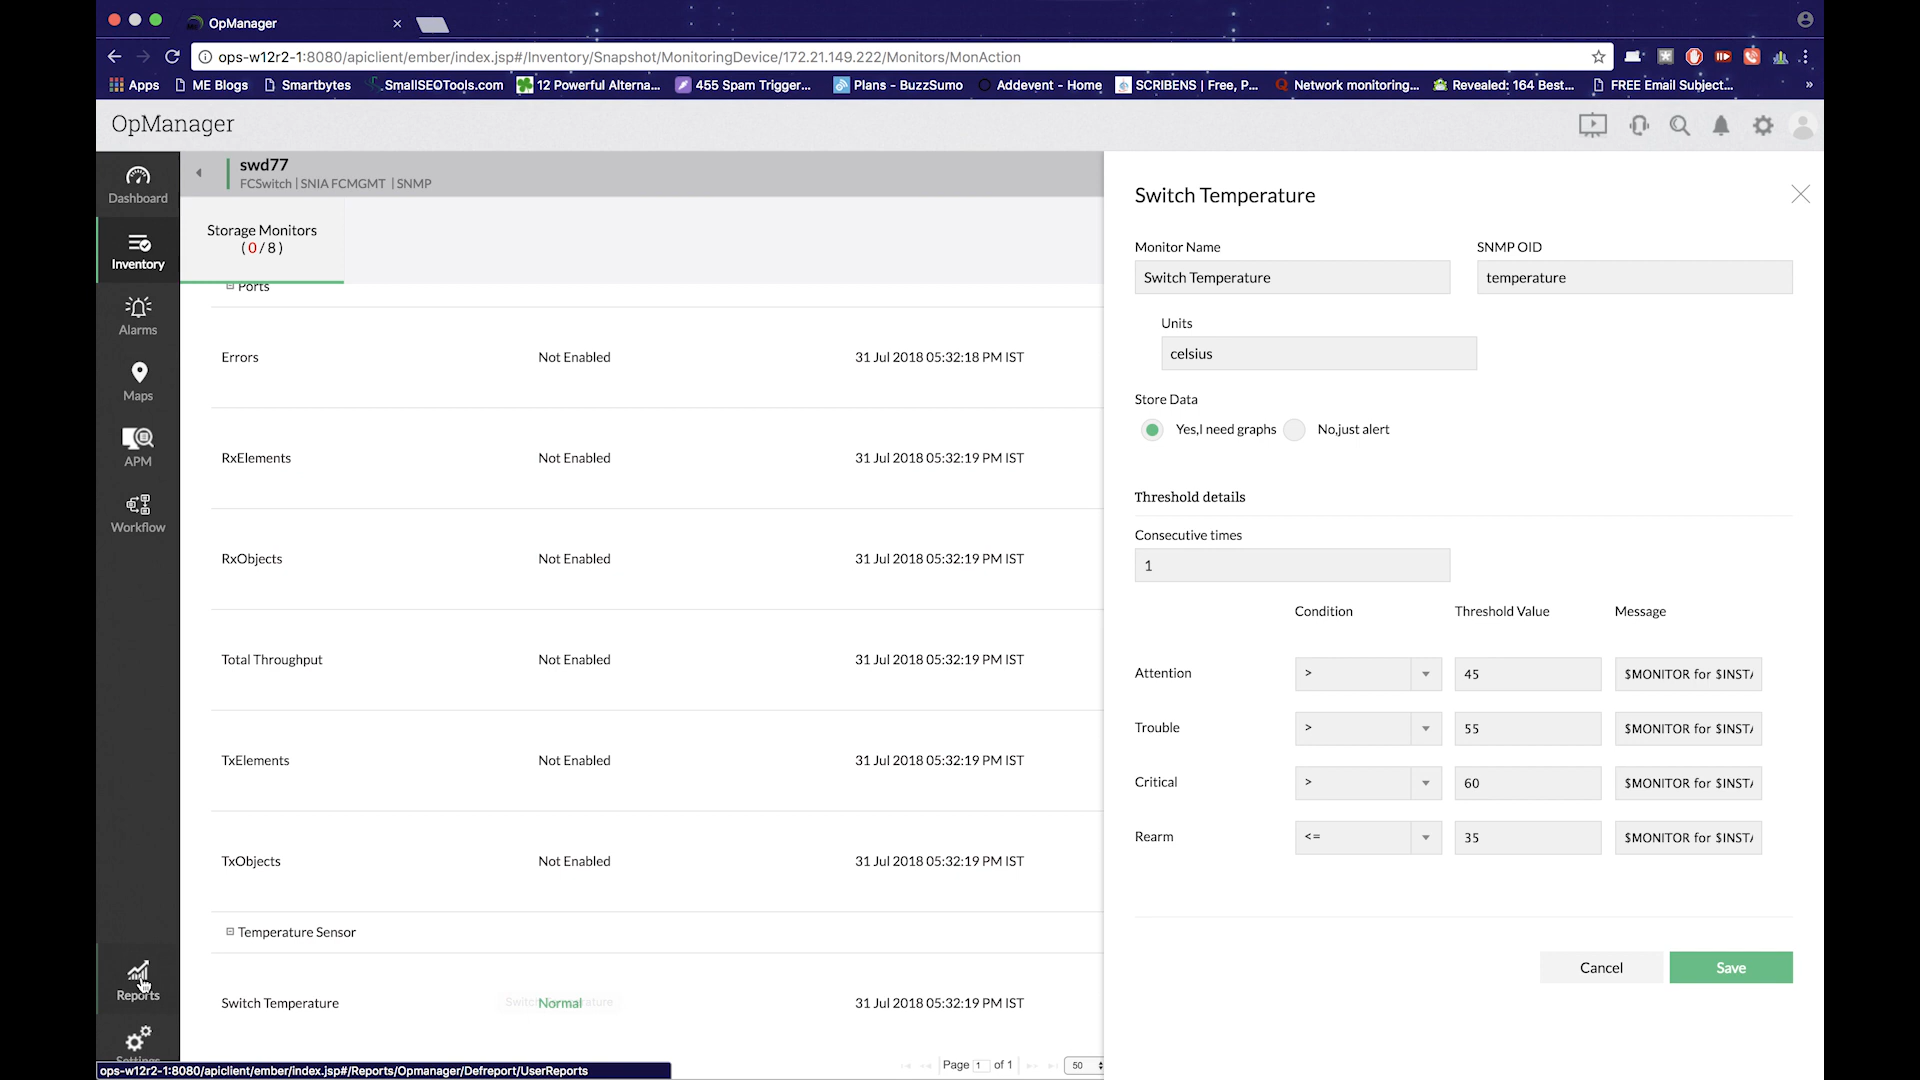 OpManager
ops-w12r2-1:8080/apiclient/ember/index.jsp#/Inventory/Snapshot/MonitoringDevice/172.21.149.222/Monitors/MonAction
Apps ME Blogs Smartbytes SmallSEOTools.com 12 Powerful Alterna... 455 Spam Trigger... Plans - BuzzSumo Addevent - Home SCRIBENS | Free, P... Network monitoring... Revealed: 164 Best... FREE Email Subject... »
OpManager
Dashboard
Inventory
Alarms
Maps
APM
Workflow
Reports
Settings
swd77
FCSwitch | SNIA FCMGMT | SNMP
Storage Monitors
( 0 / 8 )
Ports
Errors Not Enabled 31 Jul 2018 05:32:18 PM IST
RxElements Not Enabled 31 Jul 2018 05:32:19 PM IST
RxObjects Not Enabled 31 Jul 2018 05:32:19 PM IST
Total Throughput Not Enabled 31 Jul 2018 05:32:19 PM IST
TxElements Not Enabled 31 Jul 2018 05:32:19 PM IST
TxObjects Not Enabled 31 Jul 2018 05:32:19 PM IST
Temperature Sensor
Switch Temperature Normal 31 Jul 2018 05:32:19 PM IST
Page 1 of 1 50
Switch Temperature
Monitor Name SNMP OID
Switch Temperature temperature
Units
celsius
Store Data
Yes,I need graphs No,just alert
Threshold details
Consecutive times
1
Condition Threshold Value Message
Attention > 45 $MONITOR for $INST
Trouble > 55 $MONITOR for $INST
Critical > 60 $MONITOR for $INST
Rearm <= 35 $MONITOR for $INST
Cancel Save
ops-w12r2-1:8080/apiclient/ember/index.jsp#/Reports/Opmanager/Defreport/UserReports